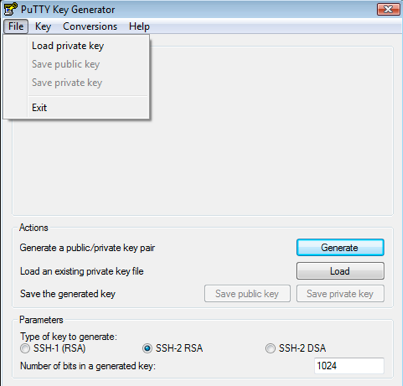 PuTTY Key Generator
File Key Conversions Help
Load private key
Save public key
Save private key
Exit
Actions
Generate a public/private key pair
Generate
Load an existing private key file
Load
Save the generated key
Save public key
Save private key
Parameters
Type of key to generate:
SSH-1 (RSA)
SSH-2 RSA
SSH-2 DSA
Number of bits in a generated key:
1024